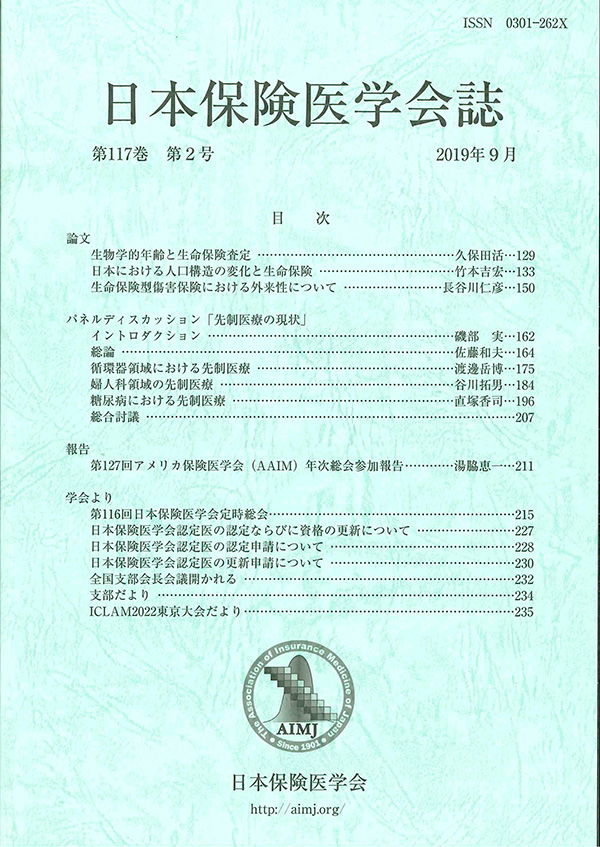 ISSN 0301-262X
日本保険医学会誌
第117巻 第2号 2019年9月
目 次
論文
生物学的年齢と生命保険査定 ……久保田活…129
日本における人口構造の変化と生命保険 ……竹本吉宏…133
生命保険型傷害保険における外来性について ……長谷川仁彦…150
パネルディスカッション「先制医療の現状」
イントロダクション ……磯部 実…162
総論 ……佐藤和夫…164
循環器領域における先制医療 ……渡邊岳博…175
婦人科領域の先制医療 ……谷川拓男…184
糖尿病における先制医療 ……直塚香司…196
総合討議 ……207
報告
第127回アメリカ保険医学会（AAIM）年次総会参加報告……湯脇恵一…211
学会より
第116回日本保険医学会定時総会……215
日本保険医学会認定医の認定ならびに資格の更新について ……227
日本保険医学会認定医の認定申請について ……228
日本保険医学会認定医の更新申請について ……230
全国支部会長会議開かれる ……232
支部だより ……234
ICLAM2022東京大会だより……235
The Association of Insurance Medicine of Japan
AIMJ
Since 1901
日本保険医学会
http://aimj.org/